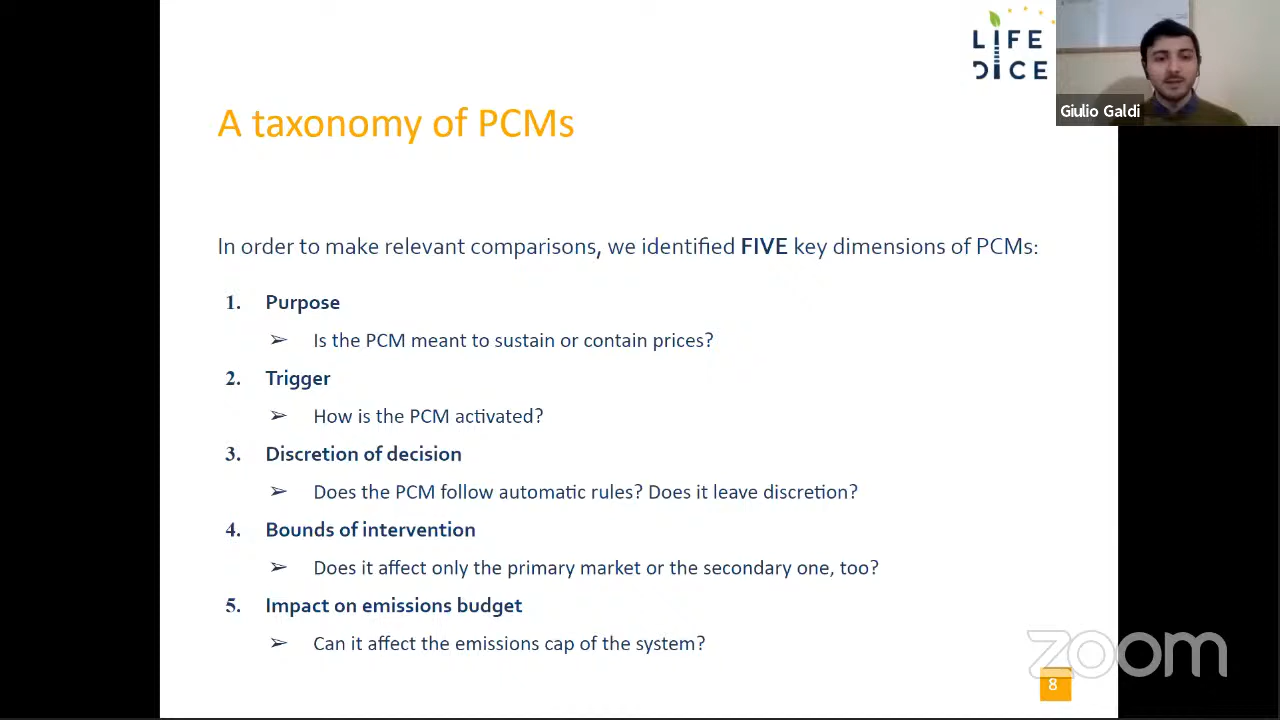 LIFE
DICE
Giulio Galdi
A taxonomy of PCMs
In order to make relevant comparisons, we identified FIVE key dimensions of PCMs:
1. Purpose
➢ Is the PCM meant to sustain or contain prices?
2. Trigger
➢ How is the PCM activated?
3. Discretion of decision
➢ Does the PCM follow automatic rules? Does it leave discretion?
4. Bounds of intervention
➢ Does it affect only the primary market or the secondary one, too?
5. Impact on emissions budget
➢ Can it affect the emissions cap of the system?
zoom
8